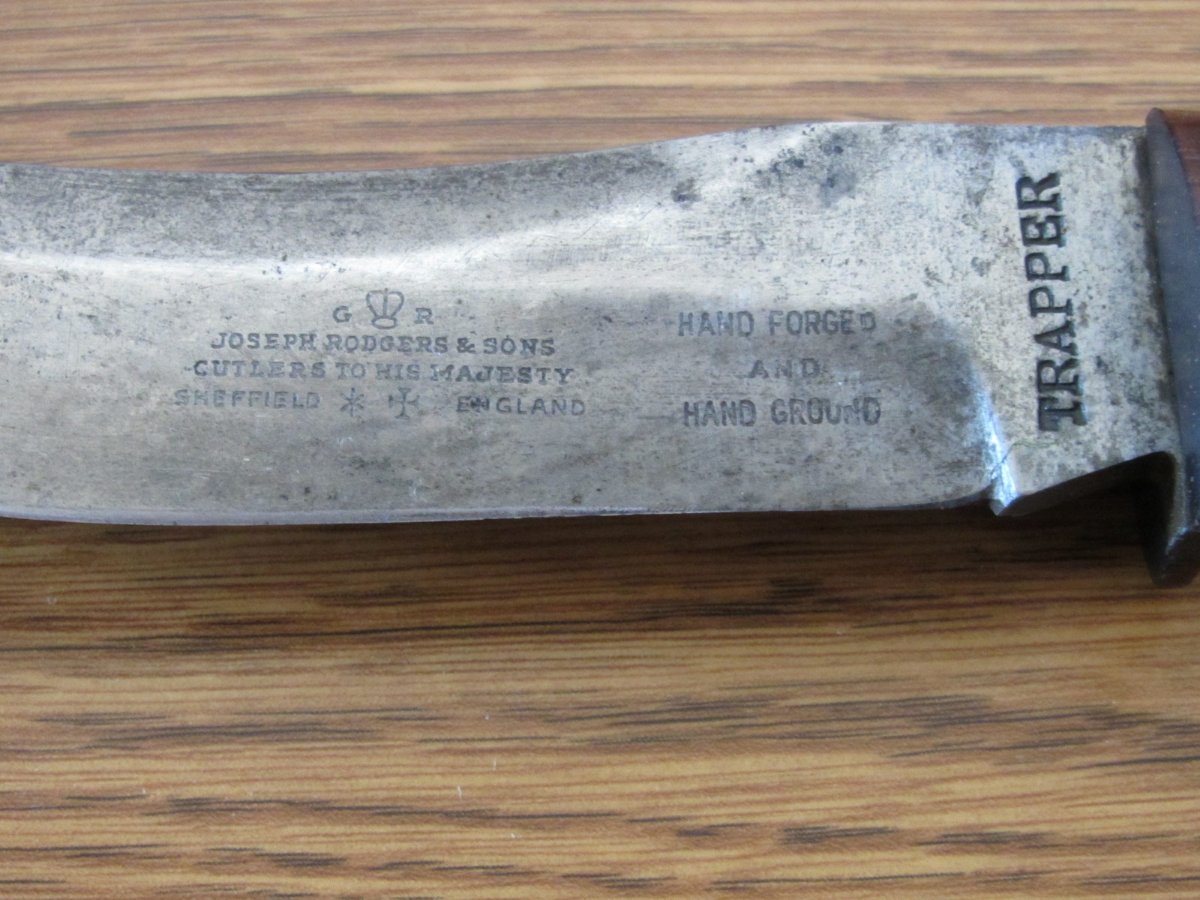 G R
JOSEPH RODGERS & SONS
CUTLERS TO HIS MAJESTY
SHEFFIELD ENGLAND
HAND FORGED
AND
HAND GROUND
TRAPPER